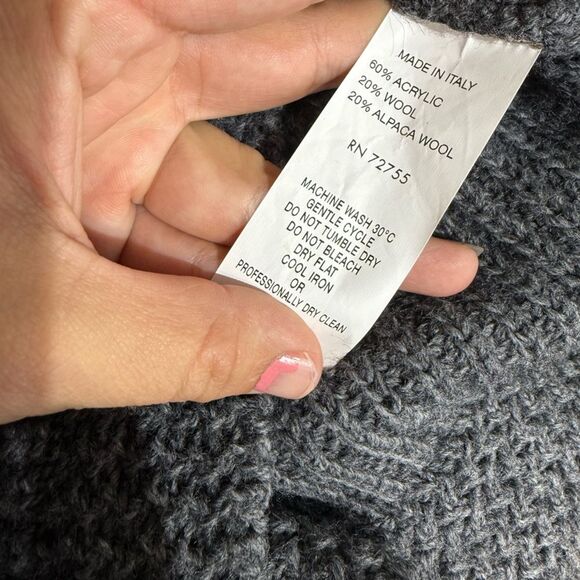 MADE IN ITALY
60% ACRYLIC
20% WOOL
20% ALPACA WOOL
RN 72755
MACHINE WASH 30°C
GENTLE CYCLE
DO NOT TUMBLE DRY
DO NOT BLEACH
DRY FLAT
COOL IRON
OR
PROFESSIONALLY DRY CLEAN